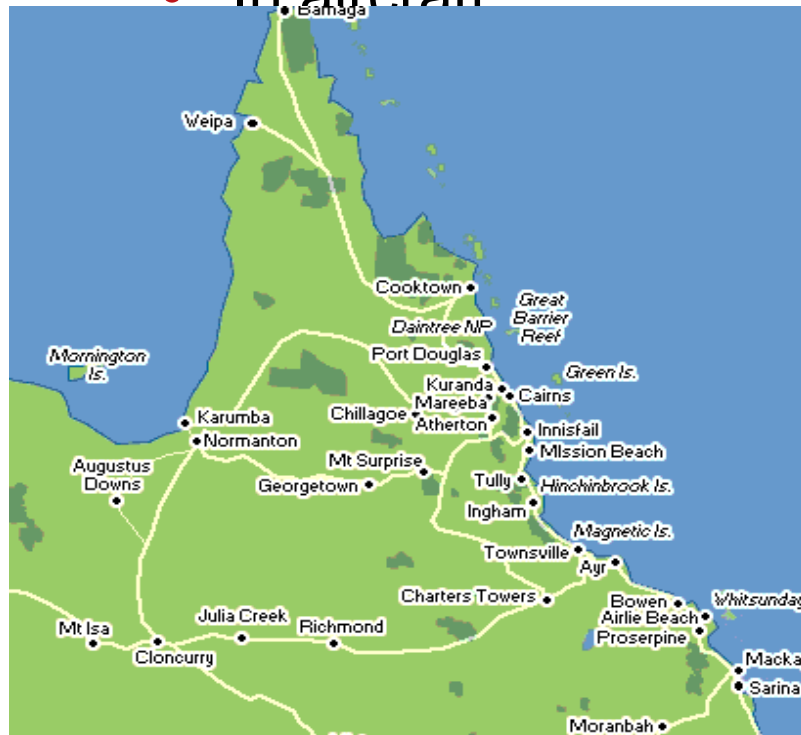 Bamaga
Weipa
Cooktown
Great
Barrier
Reef
Daintree NP
Mornington
Is.
Port Douglas
Green Is.
Kuranda
Cairns
Mareeba
Chillagoe
Karumba
Atherton
Innisfail
Normanton
MIssion Beach
Augustus
Downs
Mt Surprise
Tully
Hinchinbrook Is.
Georgetown
Ingham
Magnetic Is.
Townsville
Ayr
Charters Towers
Bowen
Whitsunday
Airlie Beach
Julia Creek
Richmond
Mt Isa
Proserpine
Cloncurry
Macka
Sarina
Moranbah